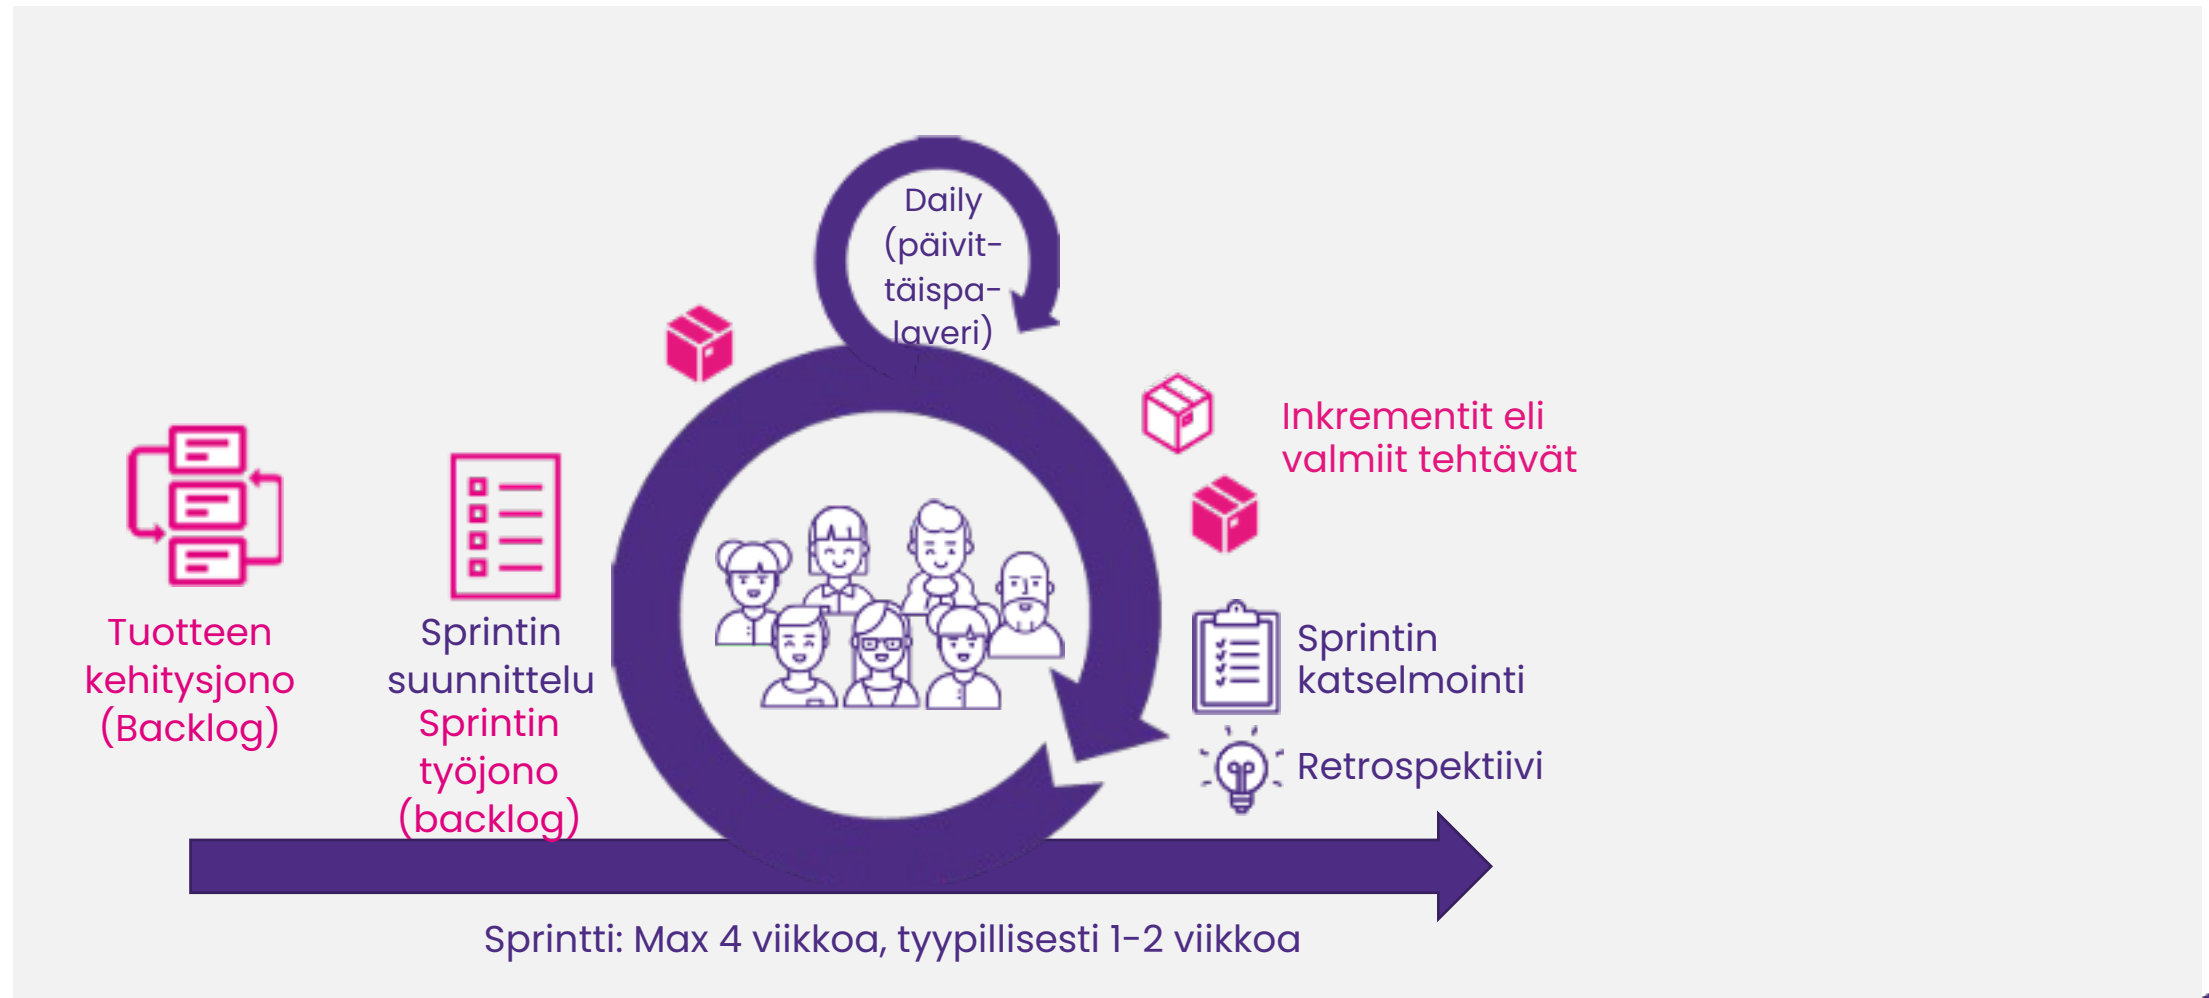 Daily
(päivit-
täispa-
laveri)
Inkrementit eli
valmiit tehtävät
Tuotteen
kehitysjono
(Backlog)
Sprintin
suunnittelu
Sprintin
työjono
(backlog)
Sprintin
katselmointi
Retrospektiivi
Sprintti: Max 4 viikkoa, tyypillisesti 1-2 viikkoa